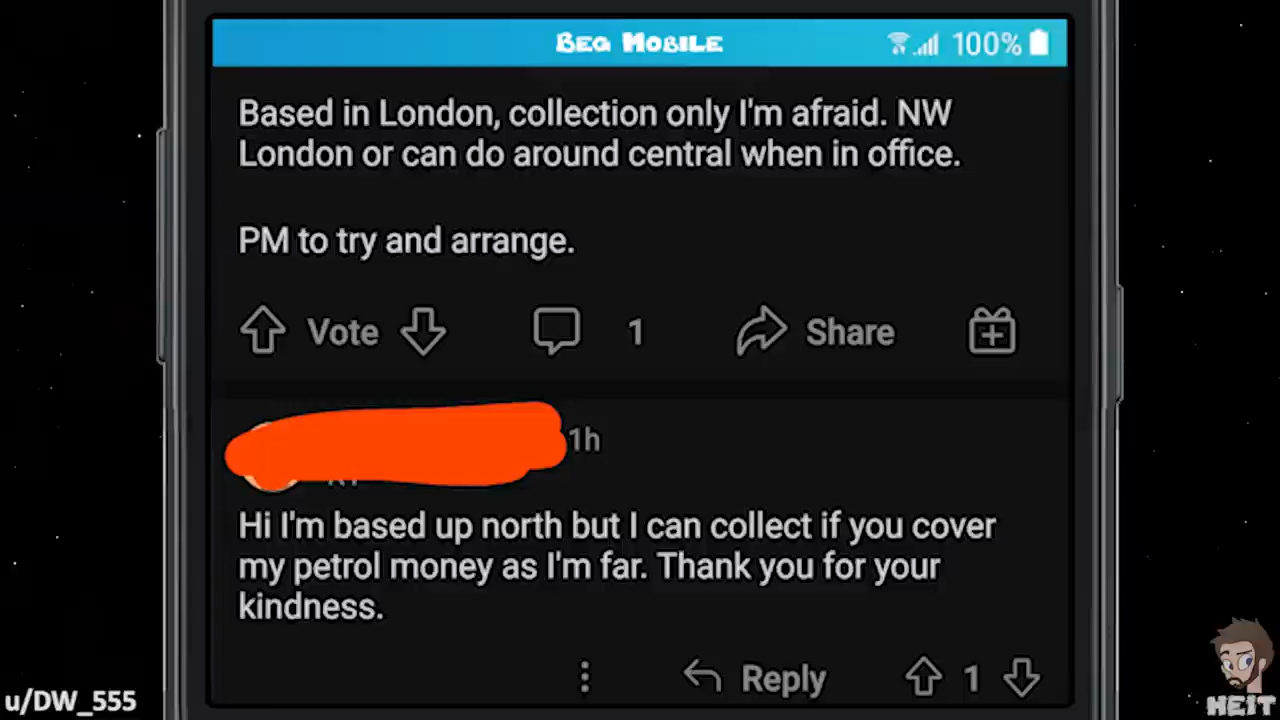 BEG MOBILE
100%
Based in London, collection only I'm afraid. NW
London or can do around central when in office.
PM to try and arrange.
Vote
1
Share
1h
Hi I'm based up north but I can collect if you cover
my petrol money as I'm far. Thank you for your
kindness.
Reply
1
u/DW_555
HEIT